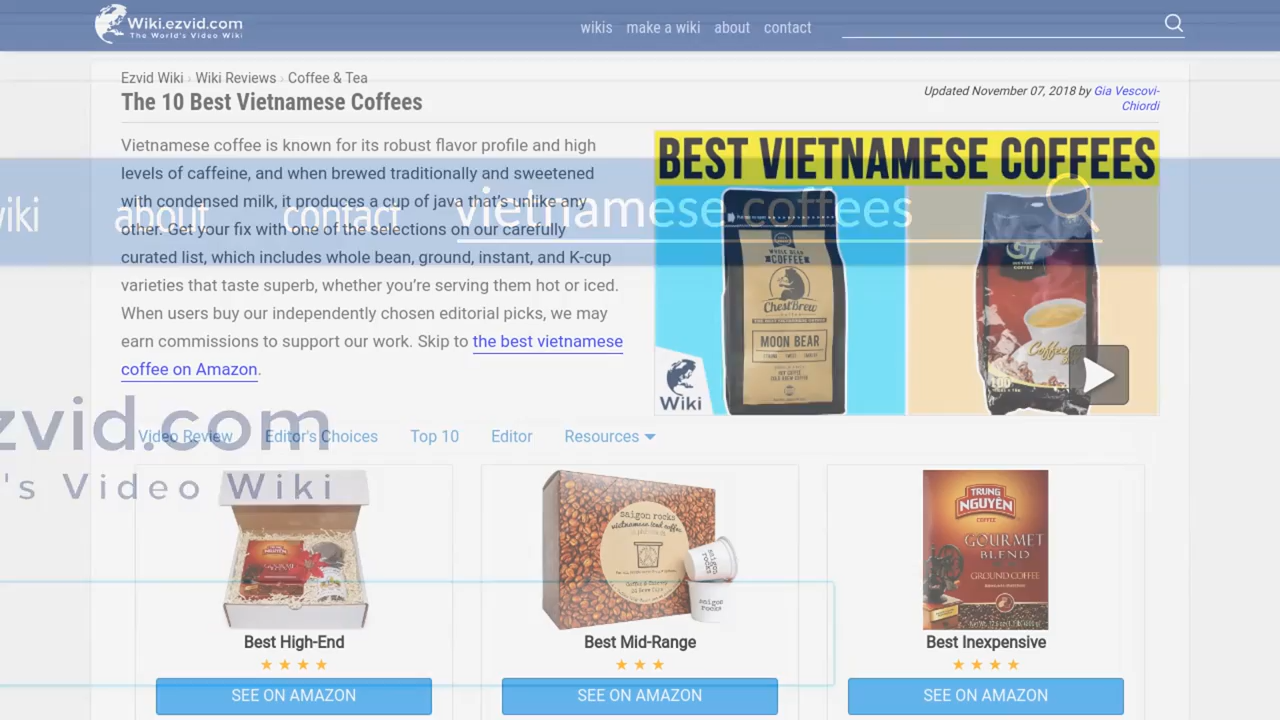 Wiki.ezvid.com
The World's Video Wiki
wikis make a wiki about contact
Ezvid Wiki › Wiki Reviews › Coffee & Tea
The 10 Best Vietnamese Coffees
Updated November 07, 2018 by Gia Vescovi-
Chiordi
Vietnamese coffee is known for its robust flavor profile and high
levels of caffeine, and when brewed traditionally and sweetened
with condensed milk, it produces a cup of java that's unlike any
other. Get your fix with one of the selections on our carefully
curated list, which includes whole bean, ground, instant, and K-cup
varieties that taste superb, whether you’re serving them hot or iced.
When users buy our independently chosen editorial picks, we may
earn commissions to support our work. Skip to the best vietnamese
coffee on Amazon.
BEST VIETNAMESE COFFEES
WHOLE BEAN
COFFEE
ChestBrew
MOON BEAR
G7
INSTANT
COFFEE
Coffee
100
Wiki
wiki about contact vietnamese coffees
ezvid.com
's Video Wiki
Video Review Editor's Choices Top 10 Editor Resources
saigon rocks
vietnamese iced coffee
saigon
rocks
TRUNG
NGUYÊN
COFFEE
GOURMET
BLEND
GROUND COFFEE
Best High-End
Best Mid-Range
Best Inexpensive
SEE ON AMAZON
SEE ON AMAZON
SEE ON AMAZON